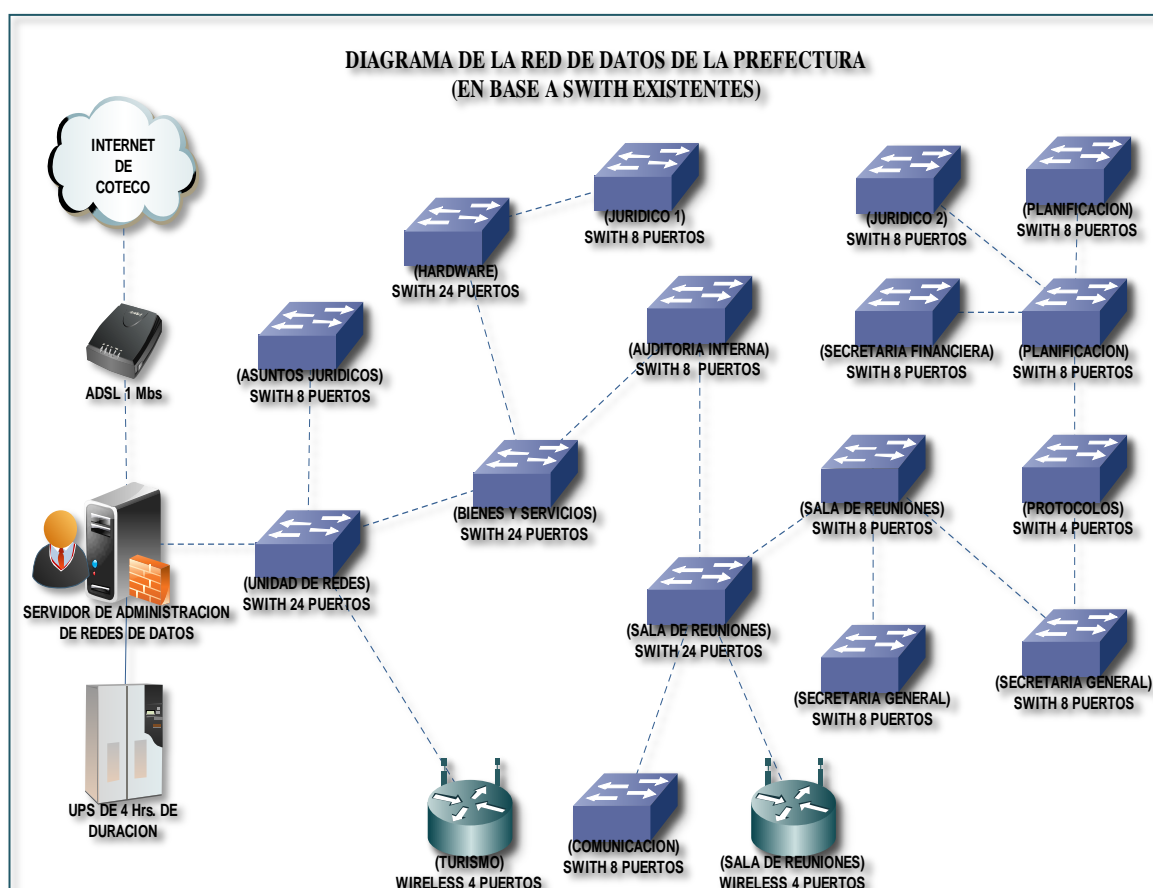 DIAGRAMA DE LA RED DE DATOS DE LA PREFECTURA
(EN BASE A SWITH EXISTENTES)
INTERNET
DE
COTECO
(JURIDICO 1)
SWITH 8 PUERTOS
(JURIDICO 2)
SWITH 8 PUERTOS
(PLANIFICACION)
SWITH 8 PUERTOS
(HARDWARE)
SWITH 24 PUERTOS
ADSL 1 Mbs
(ASUNTOS JURIDICOS)
SWITH 8 PUERTOS
(AUDITORIA INTERNA)
SWITH 8 PUERTOS
(SECRETARIA FINANCIERA)
SWITH 8 PUERTOS
(PLANIFICACION)
SWITH 8 PUERTOS
(BIENES Y SERVICIOS)
SWITH 24 PUERTOS
(SALA DE REUNIONES)
SWITH 8 PUERTOS
(PROTOCOLOS)
SWITH 4 PUERTOS
SERVIDOR DE ADMINISTRACION
DE REDES DE DATOS
(UNIDAD DE REDES)
SWITH 24 PUERTOS
(SALA DE REUNIONES)
SWITH 24 PUERTOS
(SECRETARIA GENERAL)
SWITH 8 PUERTOS
(SECRETARIA GENERAL)
SWITH 8 PUERTOS
UPS DE 4 Hrs. DE
DURACION
(TURISMO)
WIRELESS 4 PUERTOS
(COMUNICACION)
SWITH 8 PUERTOS
(SALA DE REUNIONES)
WIRELESS 4 PUERTOS